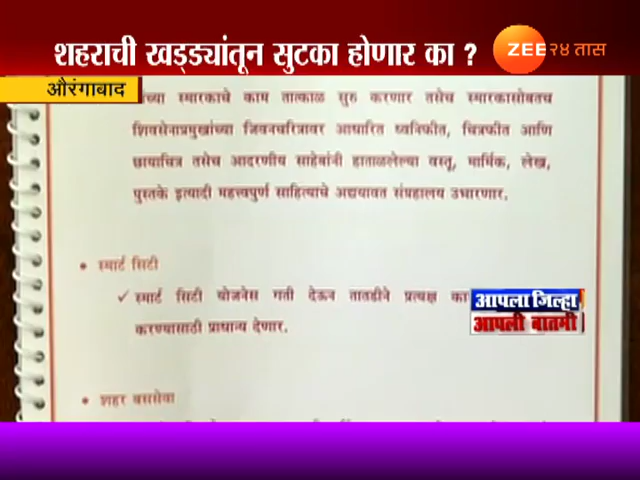 शहराची खड्ड्यांतून सुटका होणार का ?
ZEE २४ तास
औरंगाबाद
स्मारकाचे काम तात्काळ सुरु करणार तसेच स्मारकासोबतच
शिवसेनाप्रमुखांच्या जिवनचरित्रावर आधारित ध्वनिफीत, चित्रफीत आणि
छायाचित्र तसेच आदरणीय साहेबांनी हाताळलेल्या वस्तू, मार्मिक, लेख,
पुस्तके इत्यादी महत्त्वपुर्ण साहित्याचे अद्ययावत संग्रहालय उभारणार.
• स्मार्ट सिटी
✓ स्मार्ट सिटी योजनेस गती देऊन तातडीने प्रत्यक्ष
करण्यासाठी प्राधान्य देणार.
आपला जिल्हा
आपली बातमी
• शहर बससेवा